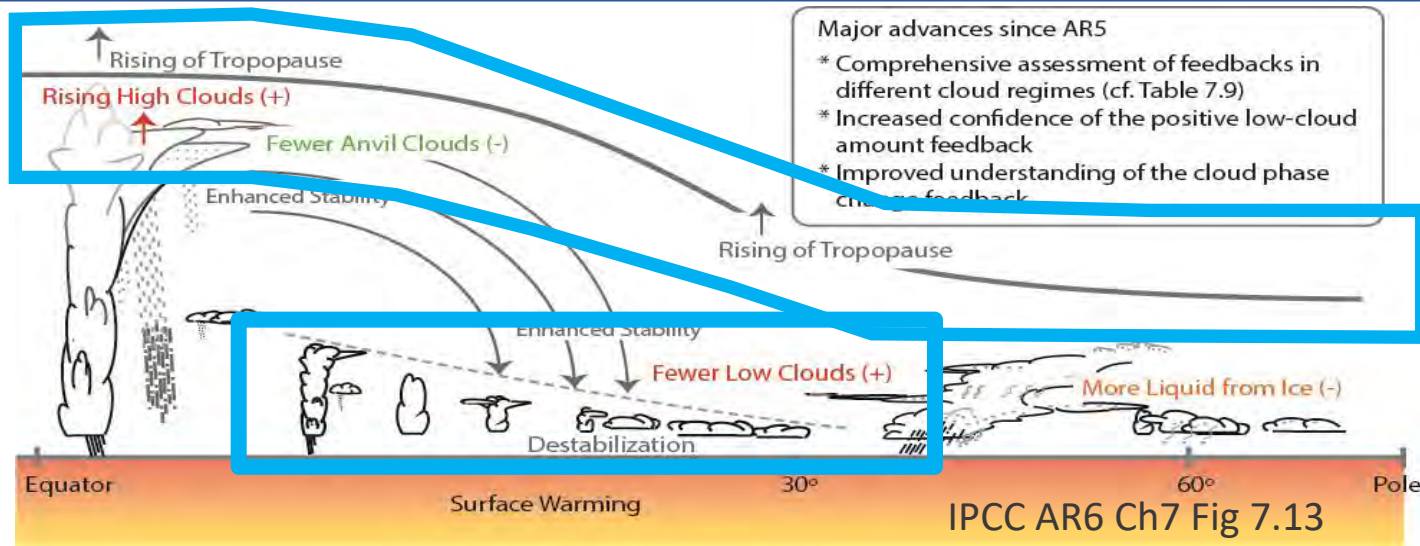 Major advances since AR5
* Comprehensive assessment of feedbacks in
different cloud regimes (cf. Table 7.9)
* Increased confidence of the positive low-cloud
amount feedback
* Improved understanding of the cloud phase
change feedback
Rising of Tropopause
Rising High Clouds (+)
Fewer Anvil Clouds (-)
Enhanced Stability
Rising of Tropopause
Enhanced Stability
Fewer Low Clouds (+)
More Liquid from Ice (-)
Destabilization
Equator
30°
60°
Pole
Surface Warming
IPCC AR6 Ch7 Fig 7.13